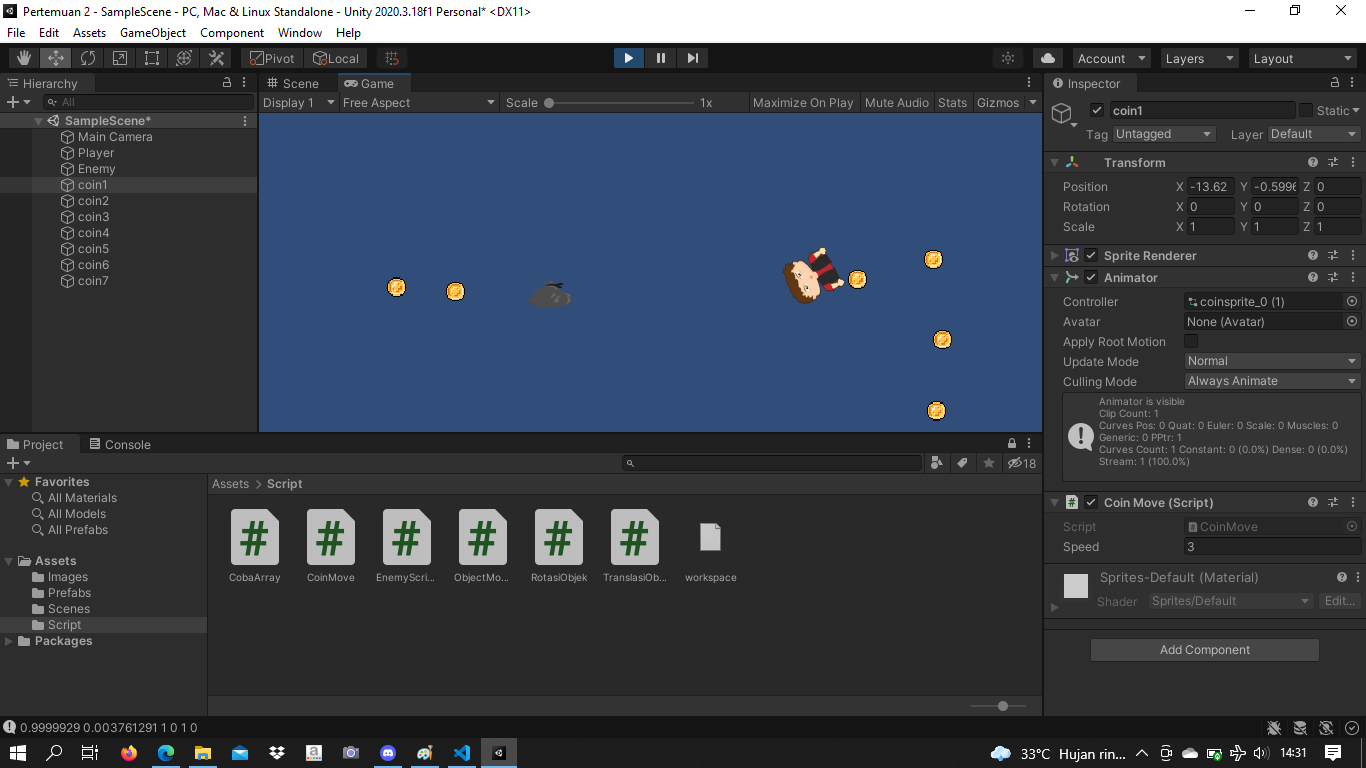 Pertemuan 2 - SampleScene - PC, Mac & Linux Standalone - Unity 2020.3.18f1 Personal* <DX11>
File Edit Assets GameObject Component Window Help
Pivot Local Account Layers Layout
Hierarchy
All
SampleScene*
Main Camera
Player
Enemy
coin1
coin2
coin3
coin4
coin5
coin6
coin7
Scene Game
Display 1 Free Aspect Scale 1x Maximize On Play Mute Audio Stats Gizmos
Inspector
coin1 Static
Tag Untagged Layer Default
Transform
Position X -13.62 Y -0.5996 Z 0
Rotation X 0 Y 0 Z 0
Scale X 1 Y 1 Z 1
Sprite Renderer
Animator
Controller coinsprite_0 (1)
Avatar None (Avatar)
Apply Root Motion
Update Mode Normal
Culling Mode Always Animate
Animator is visible
Clip Count: 1
Curves Pos: 0 Quat: 0 Euler: 0 Scale: 0 Muscles: 0
Generic: 0 PPtr: 1
Curves Count: 1 Constant: 0 (0.0%) Dense: 0 (0.0%)
Stream: 1 (100.0%)
Coin Move (Script)
Script CoinMove
Speed 3
Sprites-Default (Material)
Shader Sprites/Default Edit...
Add Component
Project Console
18
Favorites
All Materials
All Models
All Prefabs
Assets
Images
Prefabs
Scenes
Script
Packages
Assets > Script
CobaArray CoinMove EnemyScri... ObjectMo... RotasiObjek TranslasiOb... workspace
0.9999929 0.003761291 1 0 1 0
33°C Hujan rin... 14:31